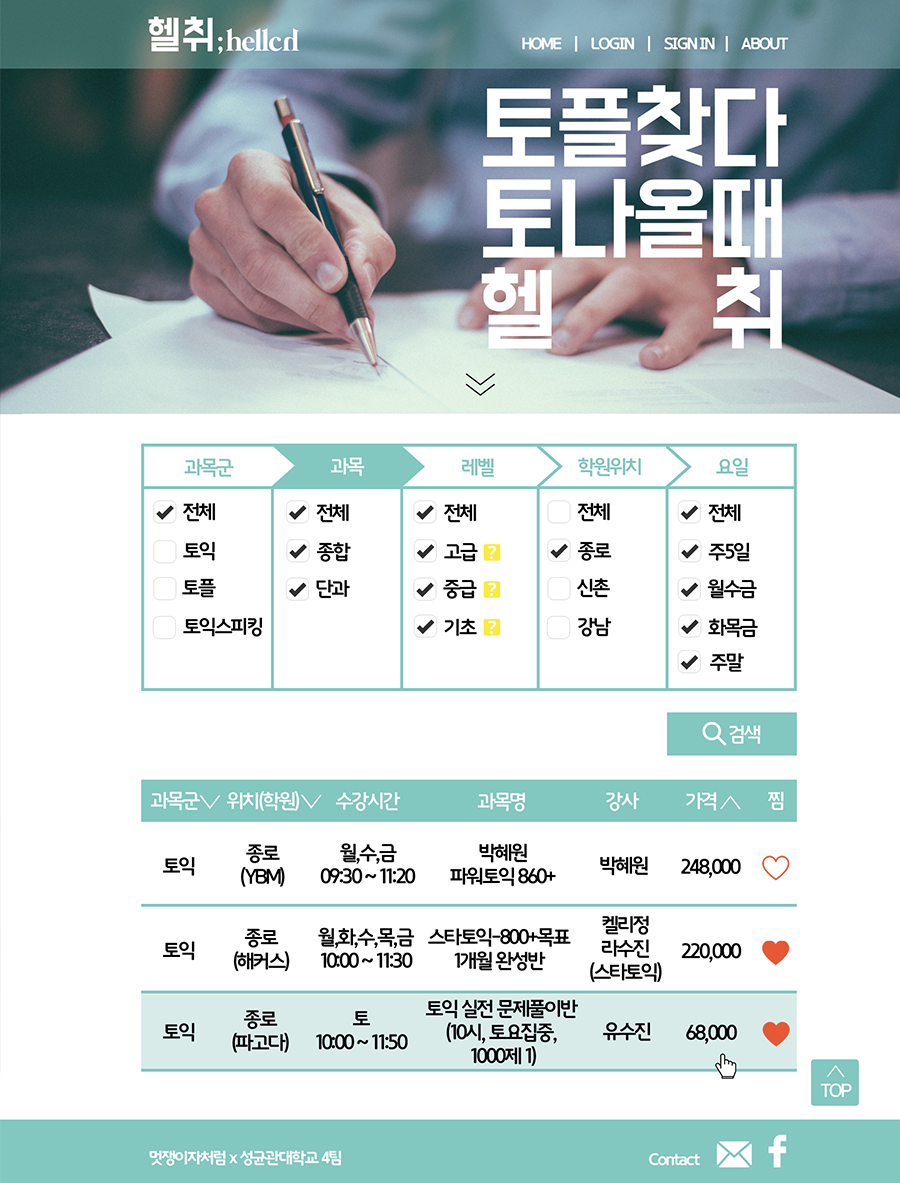 헬취;hellcri
HOME | LOGIN | SIGN IN | ABOUT
토플찾다
토나올때
헬 취
과목군 과목 레벨 학원위치 요일
전체 전체 전체 전체 전체
토익 종합 고급 ? 종로 주5일
토플 단과 중급 ? 신촌 월수금
토익스피킹 기초 ? 강남 화목금
주말
검색
과목군 위치(학원) 수강시간 과목명 강사 가격 찜
토익
종로
(YBM)
월,수,금
09:30 ~ 11:20
박혜원
파워토익 860+
박혜원
248,000
토익
종로
(해커스)
월,화,수,목,금
10:00 ~ 11:30
스타토익-800+목표
1개월 완성반
켈리정
라수진
(스타토익)
220,000
토익
종로
(파고다)
토
10:00 ~ 11:50
토익 실전 문제풀이반
(10시, 토요집중,
1000제 1)
유수진
68,000
TOP
멋쟁이자처럼 x 성균관대학교 4팀
Contact
f